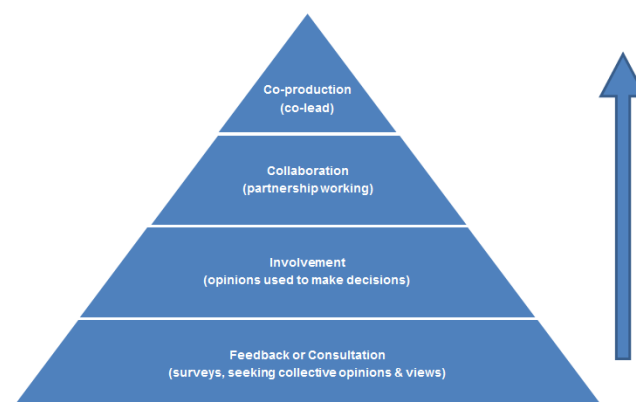 Co-production
(co-lead)
Collaboration
(partnership working)
Involvement
(opinions used to make decisions)
Feedback or Consultation
(surveys, seeking collective opinions & views)